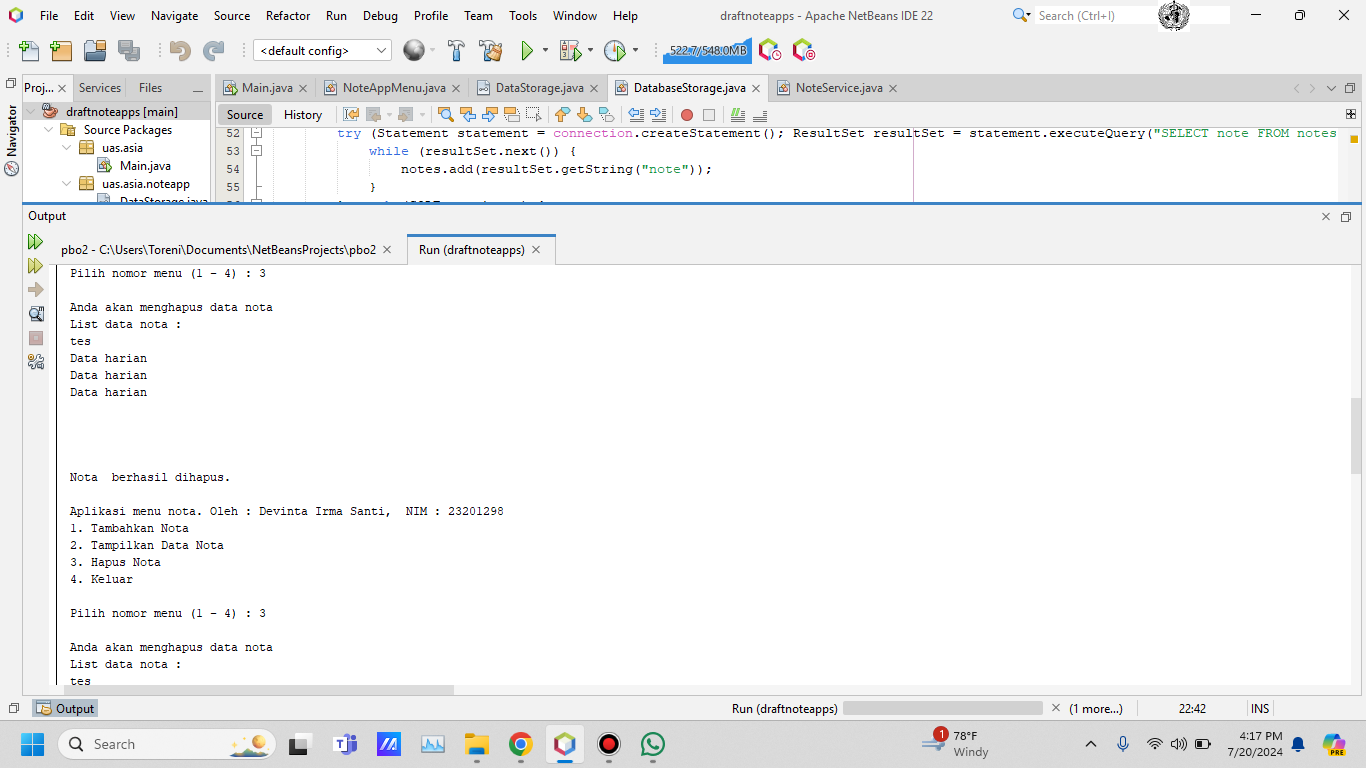 File Edit View Navigate Source Refactor Run Debug Profile Team Tools Window Help
draftnoteapps - Apache NetBeans IDE 22
Search (Ctrl+I)
<default config>
522.7/548.0MB
Proj...
Services
Files
Main.java
NoteAppMenu.java
DataStorage.java
DatabaseStorage.java
NoteService.java
Navigator
draftnoteapps [main]
Source Packages
uas.asia
Main.java
uas.asia.noteapp
DataStorage.java
Source
History
52 try (Statement statement = connection.createStatement(); ResultSet resultSet = statement.executeQuery("SELECT note FROM notes
53 while (resultSet.next()) {
54 notes.add(resultSet.getString("note"));
55 }
Output
pbo2 - C:\Users\Toreni\Documents\NetBeansProjects\pbo2
Run (draftnoteapps)
Pilih nomor menu (1 - 4) : 3
Anda akan menghapus data nota
List data nota :
tes
Data harian
Data harian
Data harian
Nota  berhasil dihapus.
Aplikasi menu nota. Oleh : Devinta Irma Santi,  NIM : 23201298
1. Tambahkan Nota
2. Tampilkan Data Nota
3. Hapus Nota
4. Keluar
Pilih nomor menu (1 - 4) : 3
Anda akan menghapus data nota
List data nota :
tes
Output
Run (draftnoteapps)
(1 more...)
22:42
INS
Search
1
78°F
Windy
4:17 PM
7/20/2024
PRE